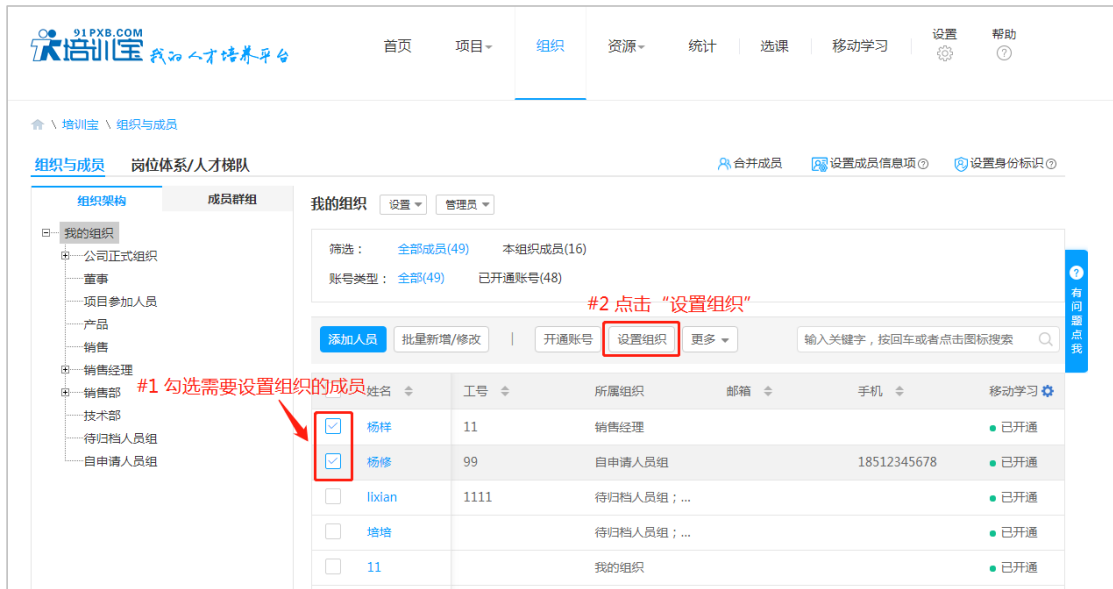 91PXB.COM
培训宝 我的人才培养平台
首页 项目 组织 资源 统计 选课 移动学习 设置 帮助
\ 培训宝 \ 组织与成员
组织与成员 岗位体系/人才梯队 合并成员 设置成员信息项 设置身份标识
组织架构 成员群组
我的组织
公司正式组织
董事
项目参加人员
产品
销售
销售经理
销售部
技术部
待归档人员组
自申请人员组
我的组织 设置 管理员
筛选： 全部成员(49) 本组织成员(16)
账号类型： 全部(49) 已开通账号(48)
#2 点击“设置组织”
添加人员 批量新增/修改 | 开通账号 设置组织 更多 输入关键字，按回车或者点击图标搜索
#1 勾选需要设置组织的成员
姓名 工号 所属组织 邮箱 手机 移动学习
杨样 11 销售经理 已开通
杨修 99 自申请人员组 18512345678 已开通
lixian 1111 待归档人员组；... 已开通
培培 待归档人员组；... 已开通
11 我的组织 已开通
有问题点我